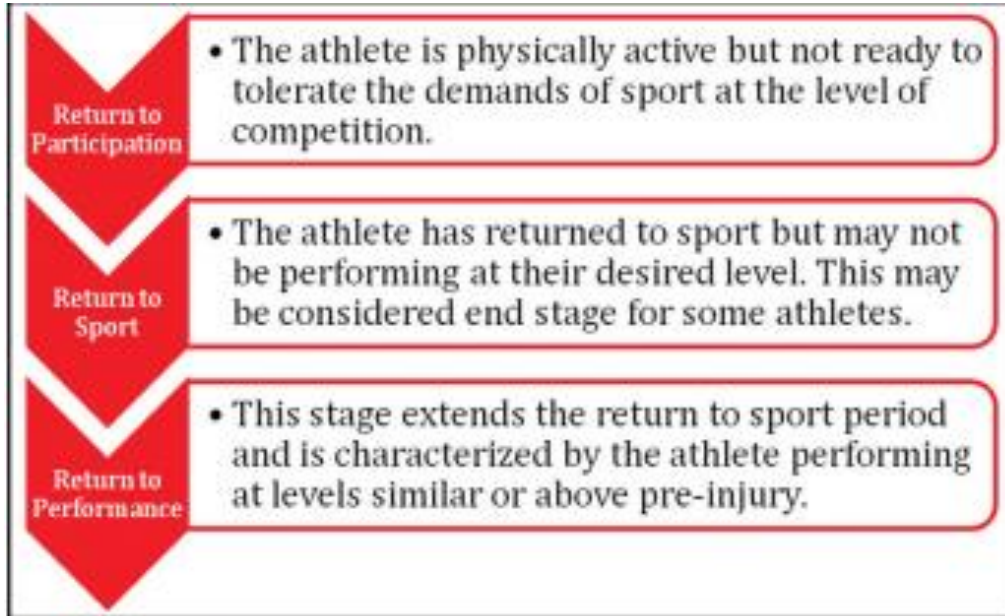 Return to
Participation
• The athlete is physically active but not ready to
tolerate the demands of sport at the level of
competition.
Return to
Sport
• The athlete has returned to sport but may not
be performing at their desired level. This may
be considered end stage for some athletes.
Return to
Performance
• This stage extends the return to sport period
and is characterized by the athlete performing
at levels similar or above pre-injury.